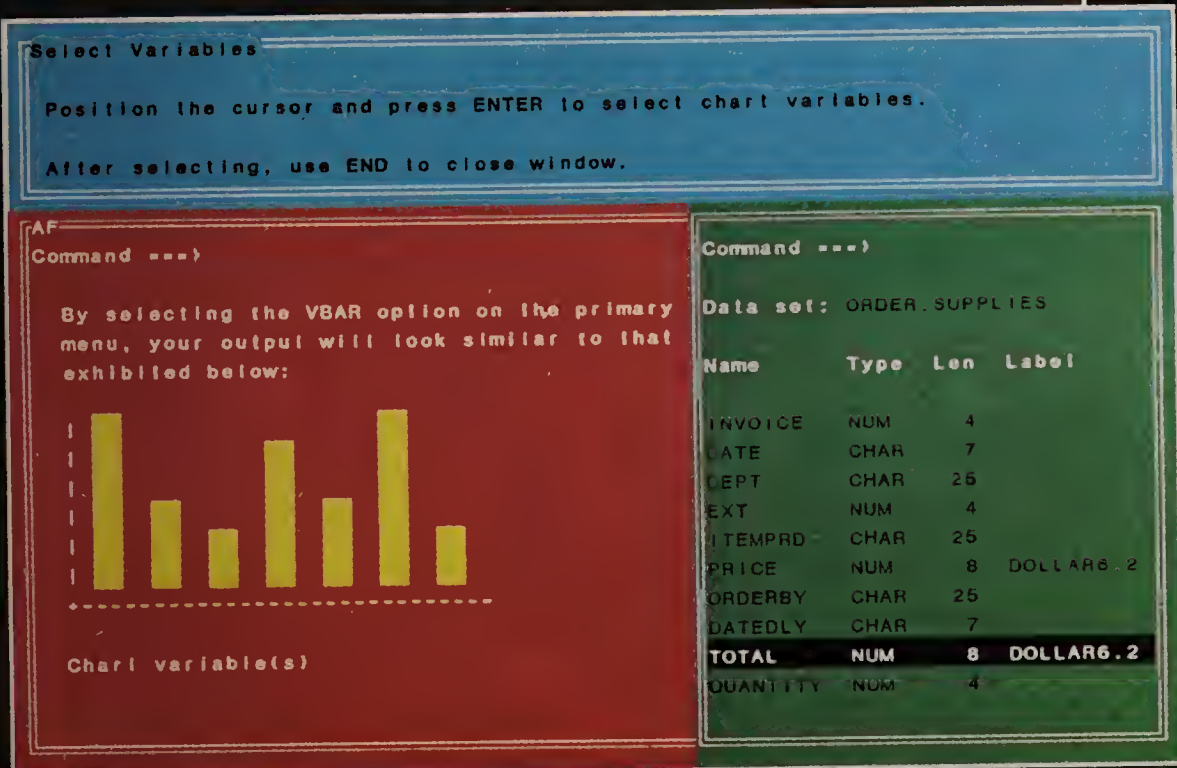 Select Variables
Position the cursor and press ENTER to select chart variables.
After selecting, use END to close window.
AF
Command ===>
By selecting the VBAR option on the primary
menu, your output will look similar to that
exhibited below:
Chart variable(s)
Command ===>
Data set: ORDER.SUPPLIES
Name Type Len Label
INVOICE NUM 4
DATE CHAR 7
DEPT CHAR 25
EXT NUM 4
ITEMPRD CHAR 25
PRICE NUM 8 DOLLAR6.2
ORDERBY CHAR 25
DATEDLY CHAR 7
TOTAL NUM 8 DOLLAR6.2
QUANTITY NUM 4